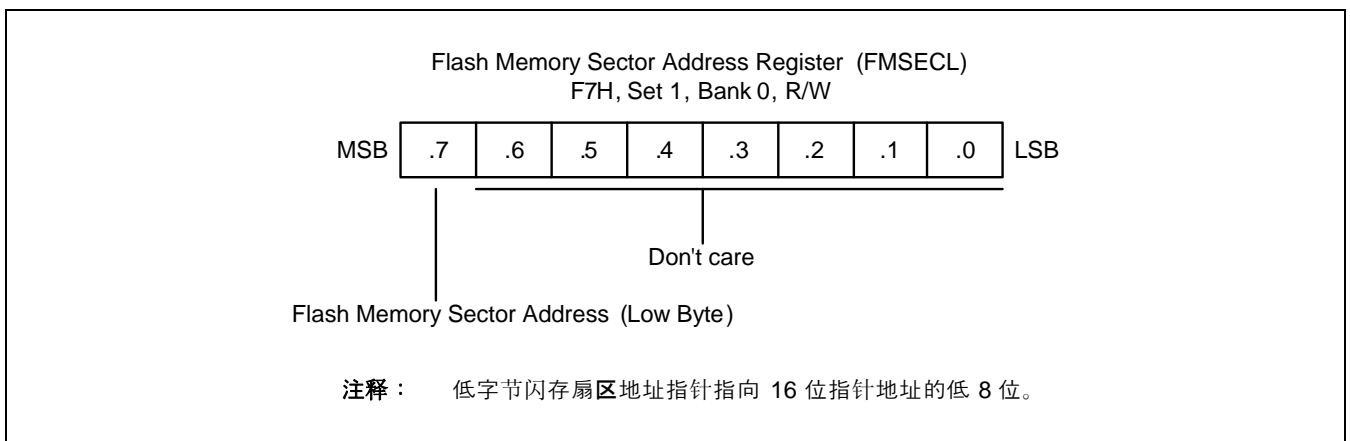 Flash Memory Sector Address Register (FMSECL)
F7H, Set 1, Bank 0, R/W
MSB .7 .6 .5 .4 .3 .2 .1 .0 LSB
Don't care
Flash Memory Sector Address (Low Byte)
注释： 低字节闪存扇区地址指针指向 16 位指针地址的低 8 位。